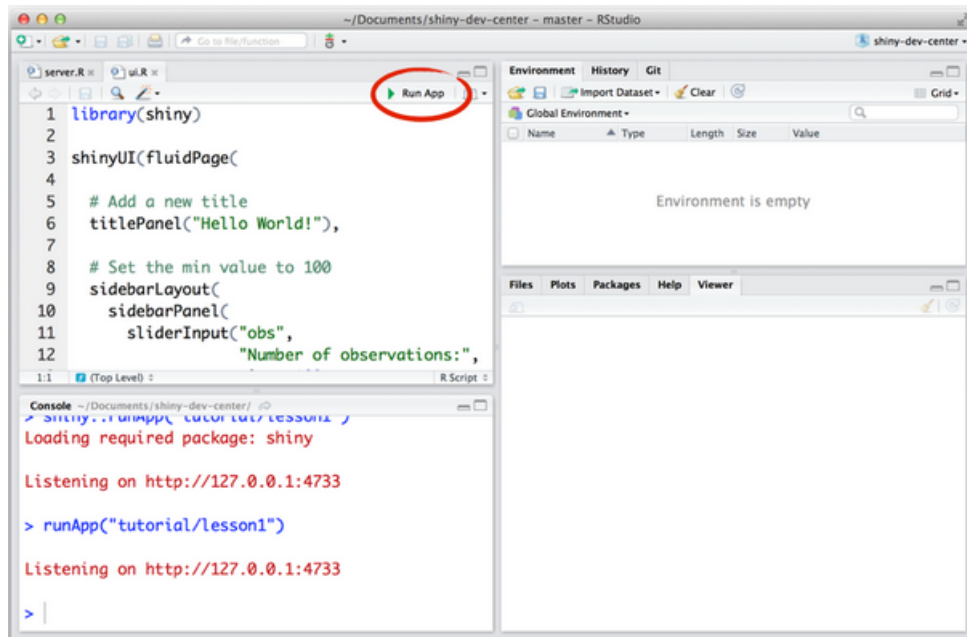 ~/Documents/shiny-dev-center - master - RStudio
Go to file/function
shiny-dev-center
server.R
ui.R
Run App
1 library(shiny)
2
3 shinyUI(fluidPage(
4
5 # Add a new title
6 titlePanel("Hello World!"),
7
8 # Set the min value to 100
9 sidebarLayout(
10 sidebarPanel(
11 sliderInput("obs",
12 "Number of observations:",
1:1 (Top Level) R Script
Console ~/Documents/shiny-dev-center/
> shiny::runApp('tutorial/lesson1')
Loading required package: shiny
Listening on http://127.0.0.1:4733
> runApp("tutorial/lesson1")
Listening on http://127.0.0.1:4733
>
Environment History Git
Import Dataset Clear Grid
Global Environment
Name Type Length Size Value
Environment is empty
Files Plots Packages Help Viewer